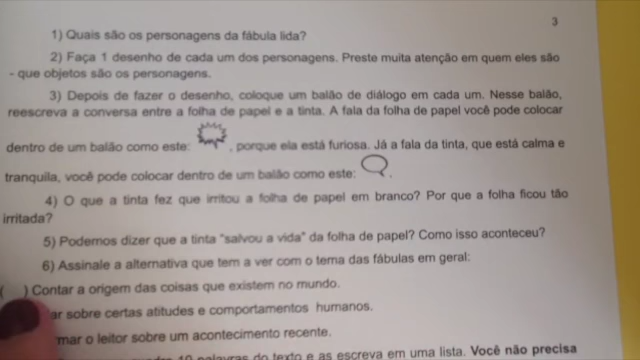 3
1) Quais são os personagens da fábula lida?
2) Faça 1 desenho de cada um dos personagens. Preste muita atenção em quem eles são
- que objetos são os personagens.
3) Depois de fazer o desenho, coloque um balão de diálogo em cada um. Nesse balão,
reescreva a conversa entre a folha de papel e a tinta. A fala da folha de papel você pode colocar
dentro de um balão como este: , porque ela está furiosa. Já a fala da tinta, que está calma e
tranquila, você pode colocar dentro de um balão como este: .
4) O que a tinta fez que irritou a folha de papel em branco? Por que a folha ficou tão
irritada?
5) Podemos dizer que a tinta "salvou a vida" da folha de papel? Como isso aconteceu?
6) Assinale a alternativa que tem a ver com o tema das fábulas em geral:
( ) Contar a origem das coisas que existem no mundo.
ar sobre certas atitudes e comportamentos humanos.
mar o leitor sobre um acontecimento recente.
10 palavras do texto e as escreva em uma lista. Você não precisa